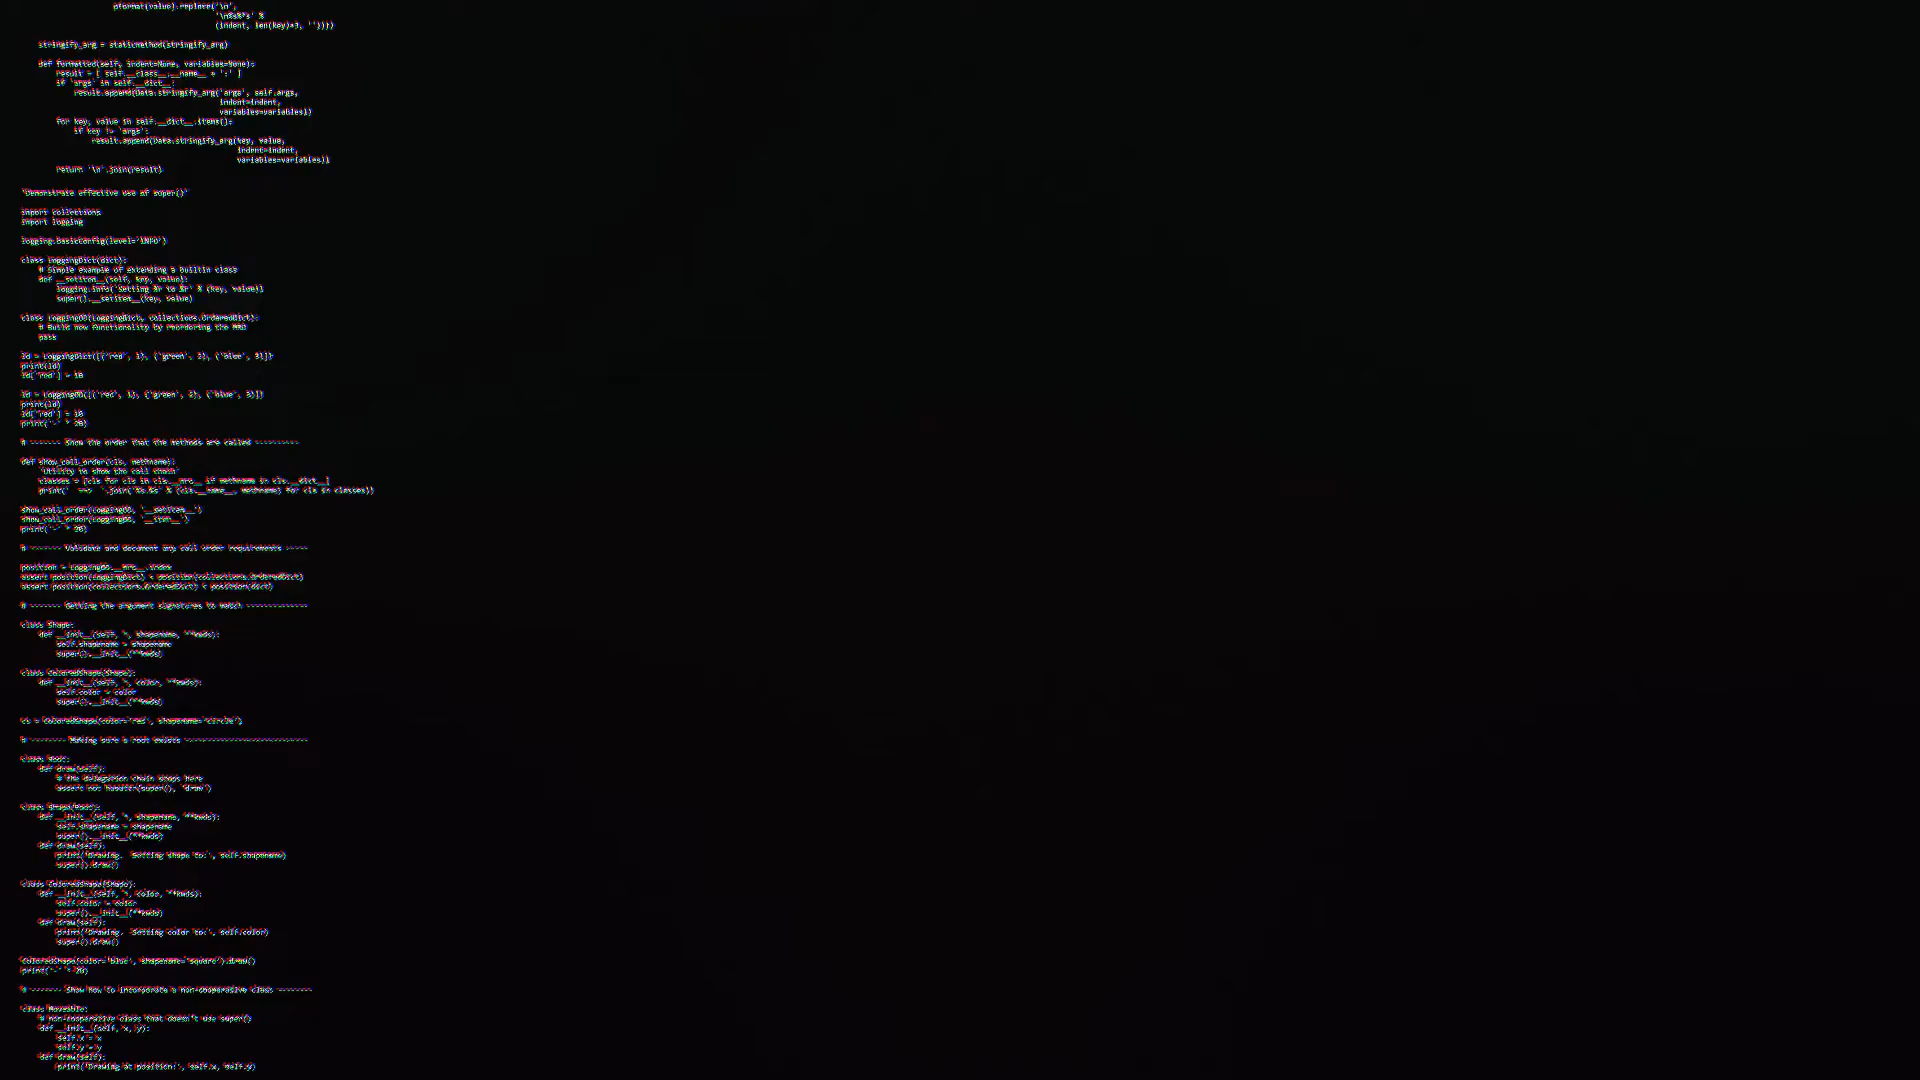 pformat(value).replace('\n',
'\n%s*s' %
(indent, len(key)+3, ''))))
stringify_arg = staticmethod(stringify_arg)
def formatted(self, indent=None, variables=None):
result = [ self.__class__.__name__ + ':' ]
if 'args' in self.__dict__:
result.append(Data.stringify_arg('args', self.args,
indent=indent,
variables=variables))
for key, value in self.__dict__.items():
if key != 'args':
result.append(Data.stringify_arg(key, value,
indent=indent,
variables=variables))
return '\n'.join(result)
'Demonstrate effective use of super()'
import collections
import logging
logging.basicConfig(level='INFO')
class LoggingDict(dict):
# Simple example of extending a builtin class
def __setitem__(self, key, value):
logging.info('Setting %r to %r' % (key, value))
super().__setitem__(key, value)
class LoggingOD(LoggingDict, collections.OrderedDict):
# Build new functionality by reordering the MRO
pass
ld = LoggingDict([('red', 1), ('green', 2), ('blue', 3)])
print(ld)
ld['red'] = 10
ld = LoggingOD([('red', 1), ('green', 2), ('blue', 3)])
print(ld)
ld['red'] = 10
print('-' * 20)
# ------- Show the order that the methods are called ----------
def show_call_order(cls, methname):
'Utility to show the call chain'
classes = [cls for cls in cls.__mro__ if methname in cls.__dict__]
print('  ==>  '.join('%s.%s' % (cls.__name__, methname) for cls in classes))
show_call_order(LoggingOD, '__setitem__')
show_call_order(LoggingOD, '__iter__')
print('-' * 20)
# ------- Validate and document any call order requirements -----
position = LoggingOD.__mro__.index
assert position(LoggingDict) < position(collections.OrderedDict)
assert position(collections.OrderedDict) < position(dict)
# ------- Getting the argument signatures to match --------------
class Shape:
def __init__(self, *, shapename, **kwds):
self.shapename = shapename
super().__init__(**kwds)
class ColoredShape(Shape):
def __init__(self, *, color, **kwds):
self.color = color
super().__init__(**kwds)
cs = ColoredShape(color='red', shapename='circle')
# -------- Making sure a root exists ----------------------------
class Root:
def draw(self):
# the delegation chain stops here
assert not hasattr(super(), 'draw')
class Shape(Root):
def __init__(self, *, shapename, **kwds):
self.shapename = shapename
super().__init__(**kwds)
def draw(self):
print('Drawing.  Setting shape to:', self.shapename)
super().draw()
class ColoredShape(Shape):
def __init__(self, *, color, **kwds):
self.color = color
super().__init__(**kwds)
def draw(self):
print('Drawing.  Setting color to:', self.color)
super().draw()
ColoredShape(color='blue', shapename='square').draw()
print('-' * 20)
# ------- Show how to incorporate a non-cooperative class --------
class Moveable:
# non-cooperative class that doesn't use super()
def __init__(self, x, y):
self.x = x
self.y = y
def draw(self):
print('Drawing at position:', self.x, self.y)